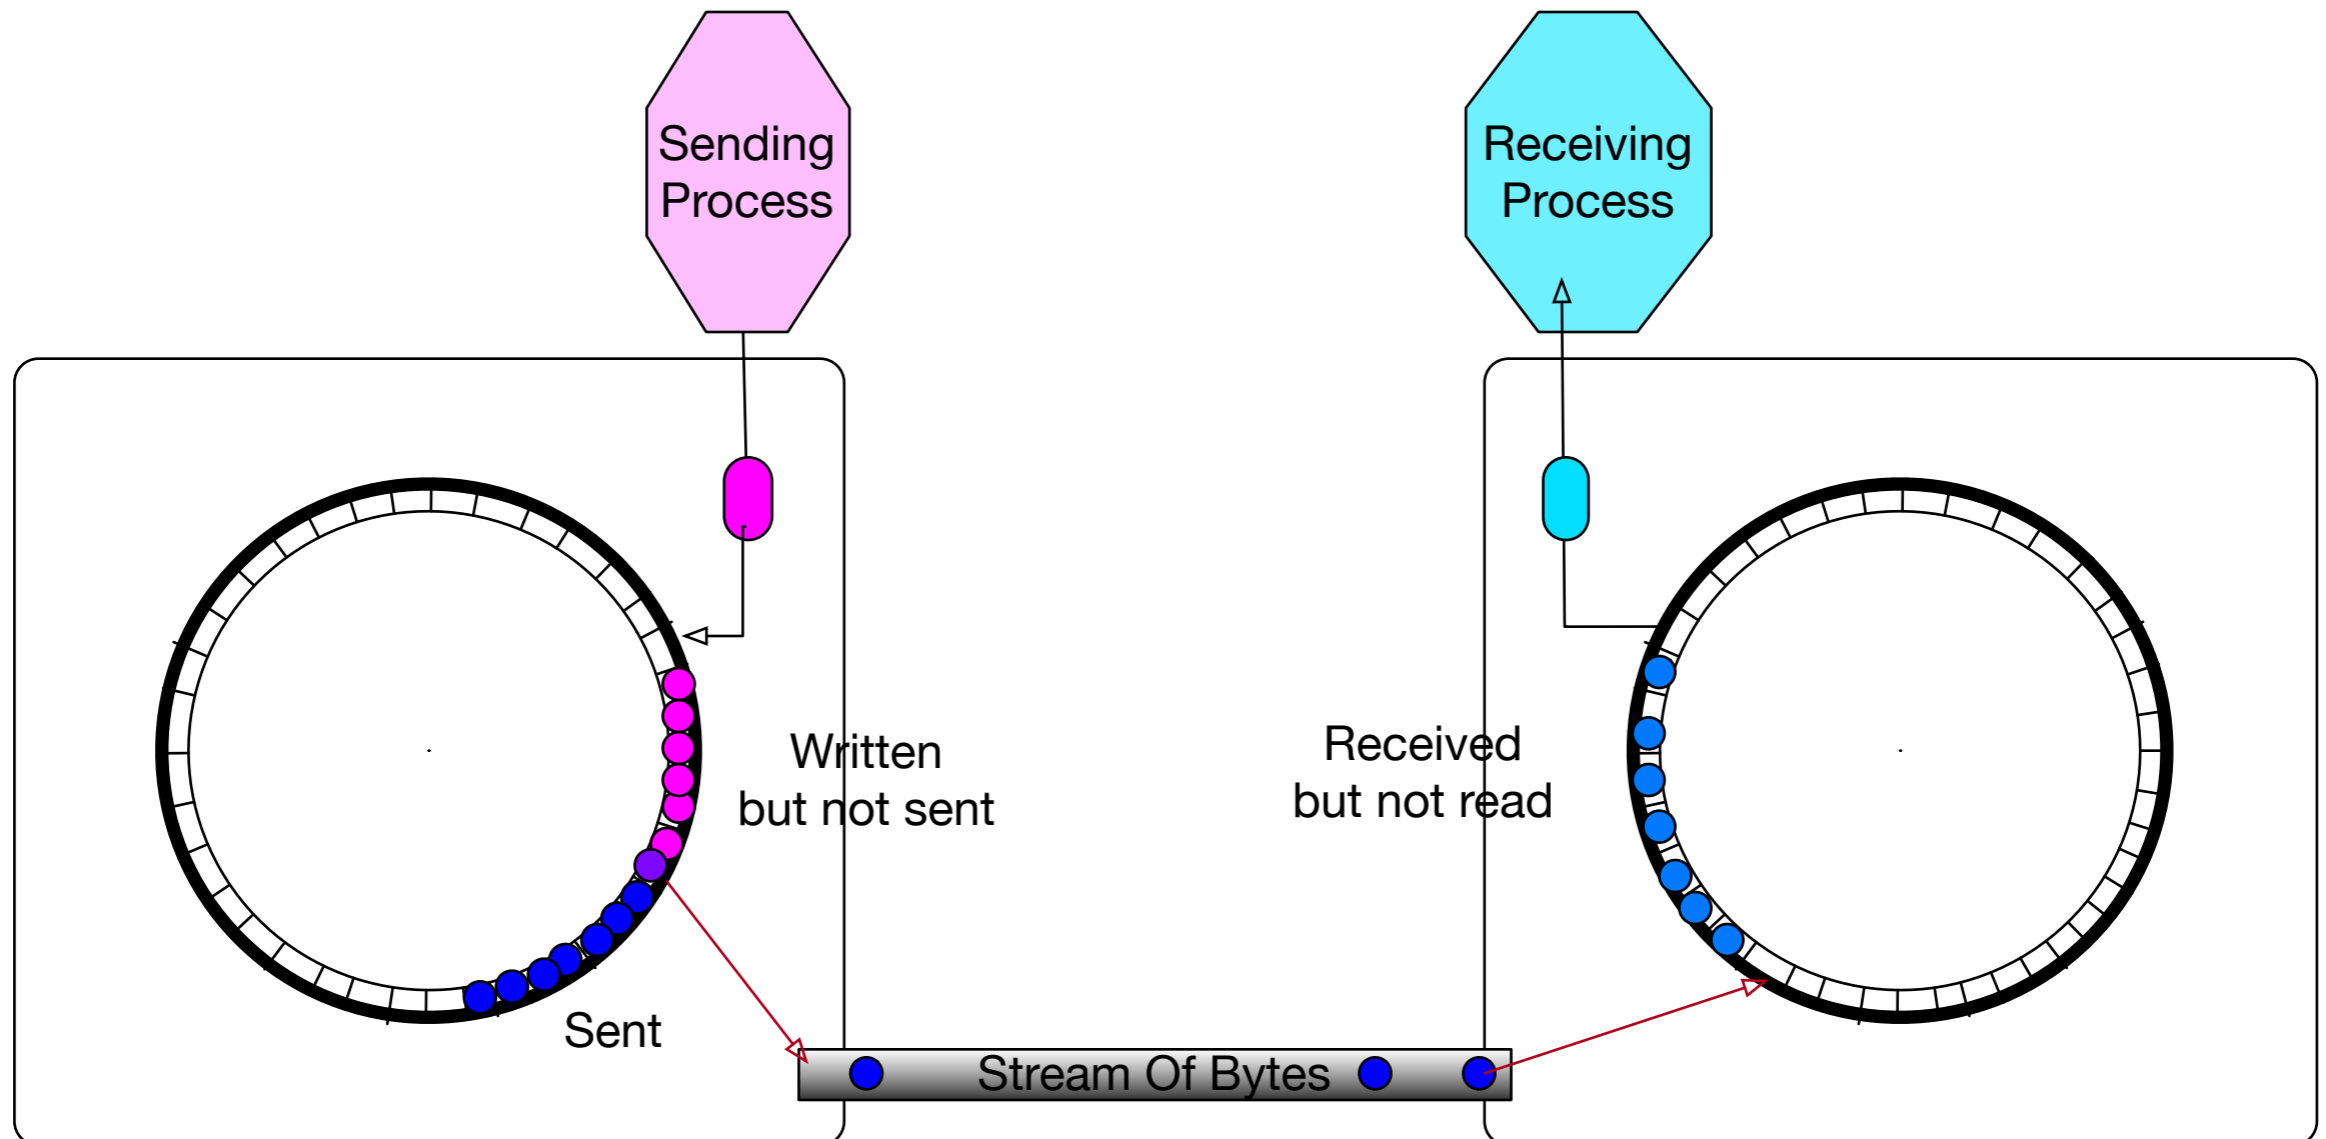 Sending
Process
Receiving
Process
Written
but not sent
Received
but not read
Sent
Stream Of Bytes